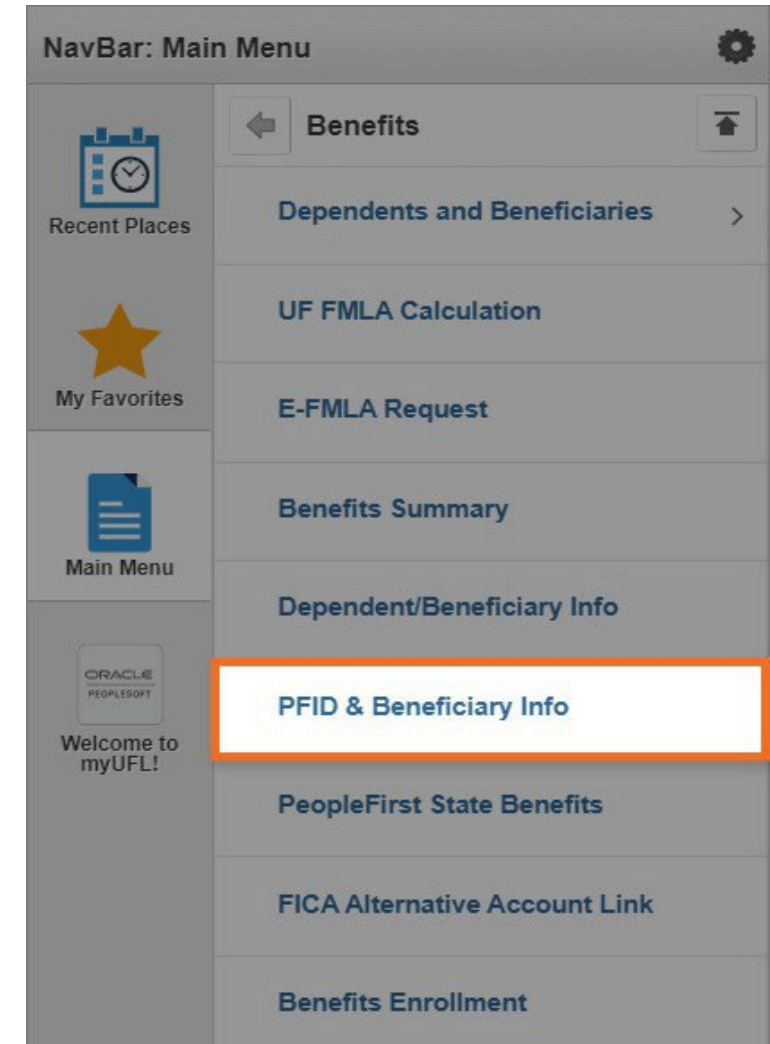 NavBar: Main Menu
Benefits
Recent Places
Dependents and Beneficiaries
UF FMLA Calculation
My Favorites
E-FMLA Request
Benefits Summary
Main Menu
Dependent/Beneficiary Info
ORACLE
PEOPLESOFT
PFID & Beneficiary Info
Welcome to
myUFL!
PeopleFirst State Benefits
FICA Alternative Account Link
Benefits Enrollment